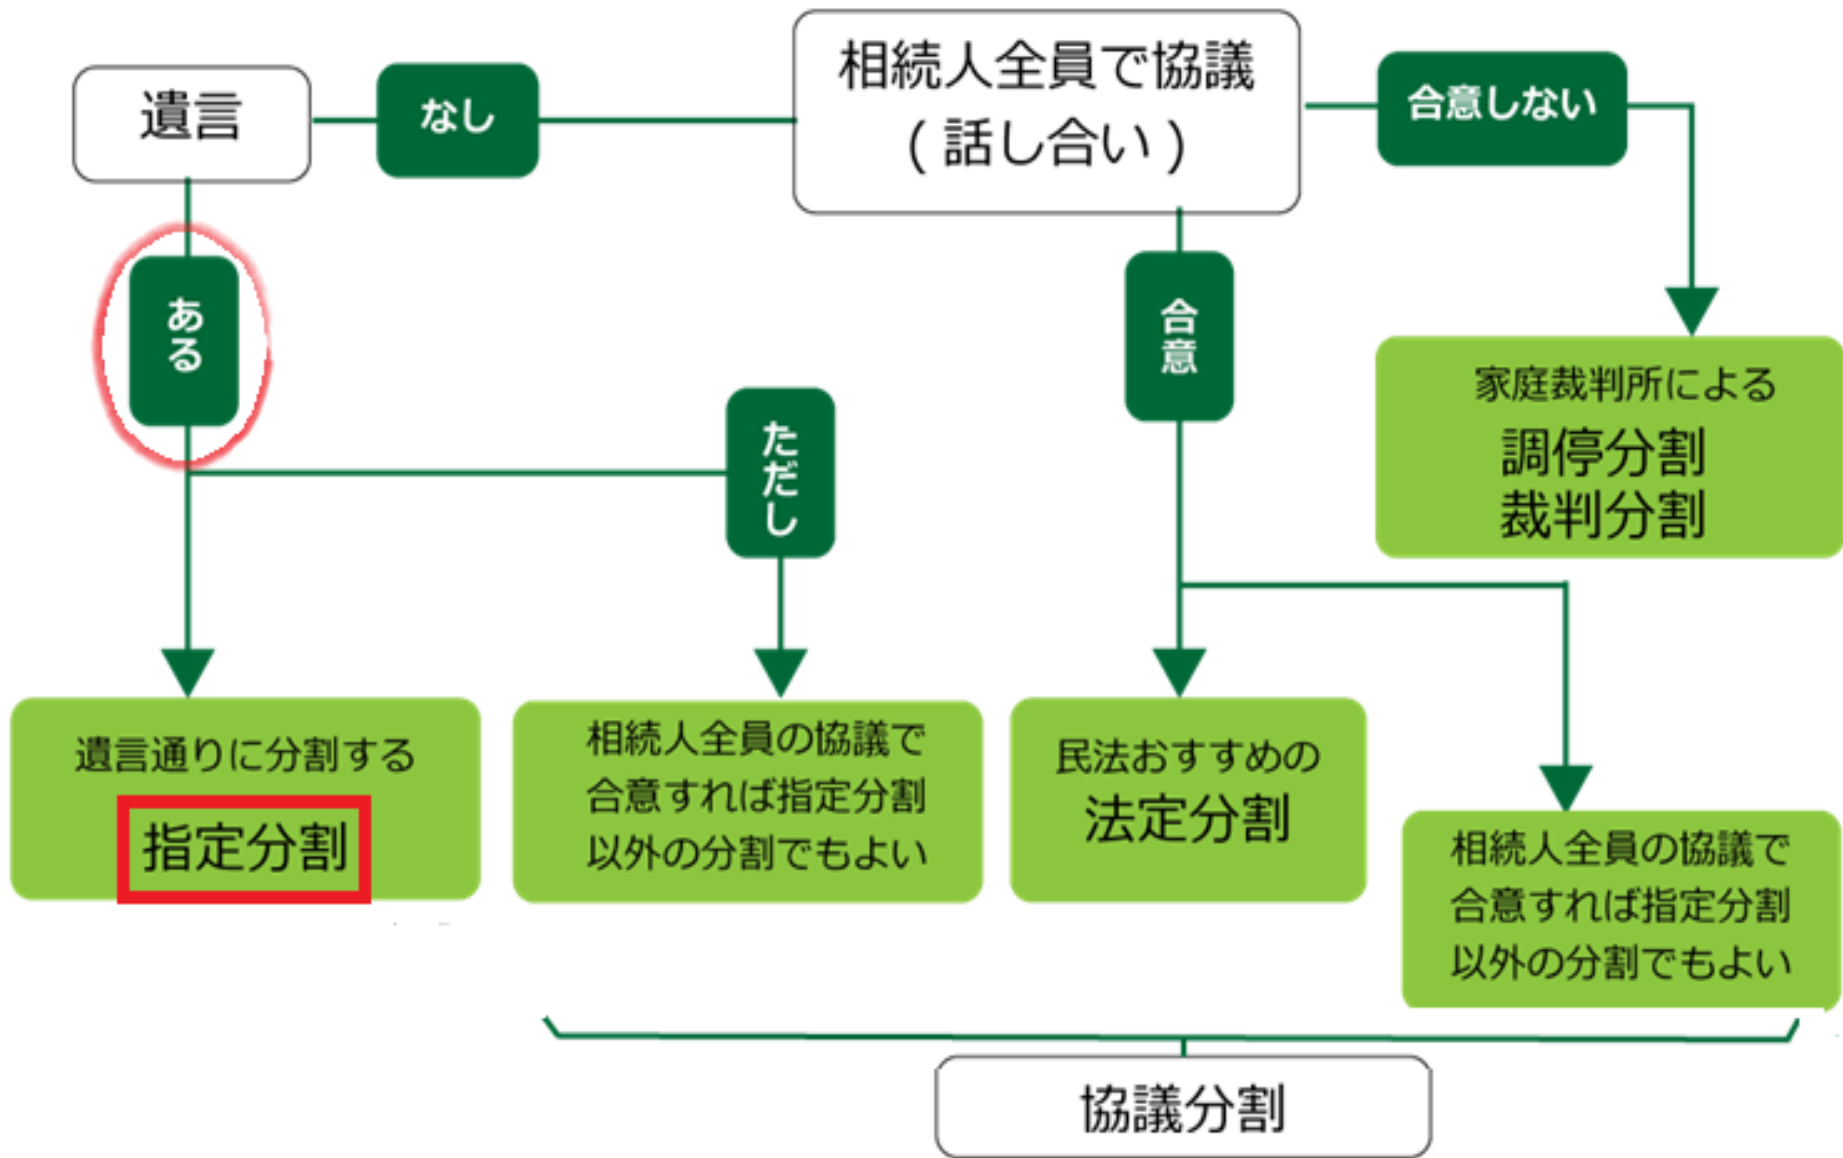 遺言
なし
相続人全員で協議
(話し合い)
合意しない
ある
ただし
合意
家庭裁判所による
調停分割
裁判分割
遺言通りに分割する
指定分割
相続人全員の協議で
合意すれば指定分割
以外の分割でもよい
民法おすすめの
法定分割
相続人全員の協議で
合意すれば指定分割
以外の分割でもよい
協議分割